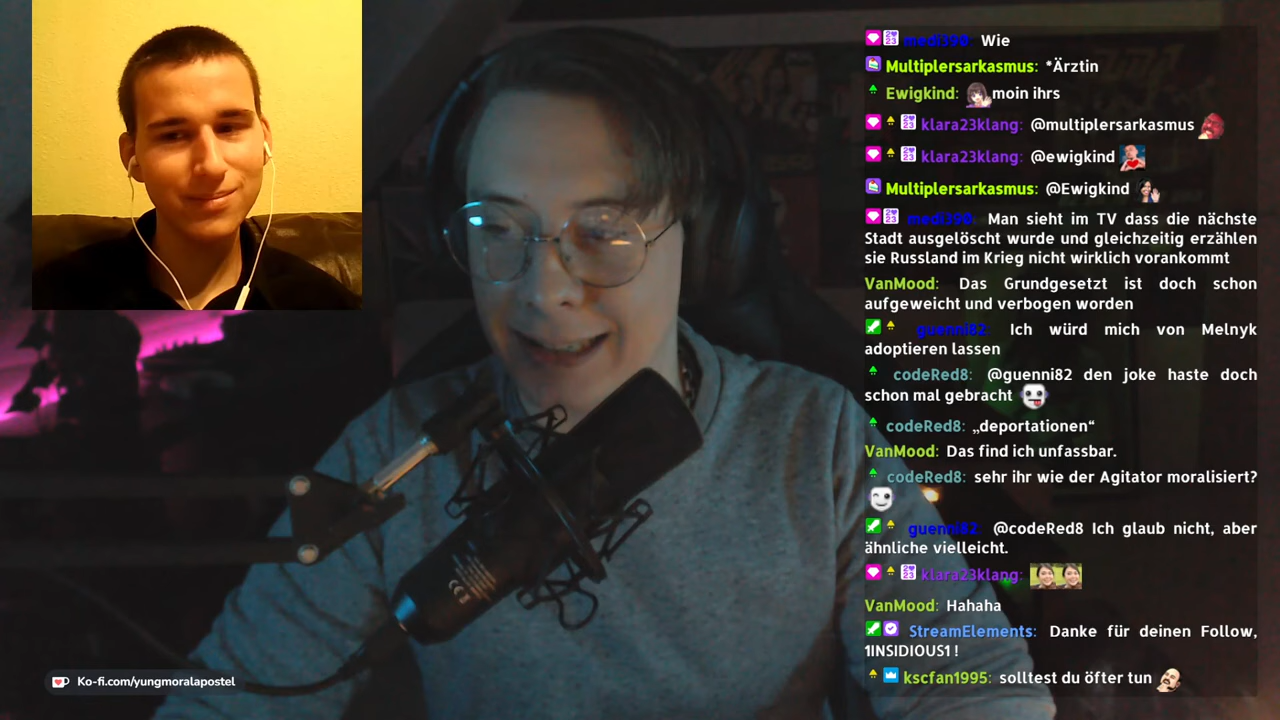 medi390: Wie
Multiplersarkasmus: *Ärztin
Ewigkind: moin ihrs
klara23klang: @multiplersarkasmus
klara23klang: @ewigkind
Multiplersarkasmus: @Ewigkind
medi390: Man sieht im TV dass die nächste
Stadt ausgelöscht wurde und gleichzeitig erzählen
sie Russland im Krieg nicht wirklich vorankommt
VanMood: Das Grundgesetzt ist doch schon
aufgeweicht und verbogen worden
guenni82: Ich würd mich von Melnyk
adoptieren lassen
codeRed8: @guenni82 den joke haste doch
schon mal gebracht
codeRed8: „deportationen“
VanMood: Das find ich unfassbar.
codeRed8: sehr ihr wie der Agitator moralisiert?
guenni82: @codeRed8 Ich glaub nicht, aber
ähnliche vielleicht.
klara23klang:
VanMood: Hahaha
StreamElements: Danke für deinen Follow,
1INSIDIOUS1 !
kscfan1995: solltest du öfter tun
Ko-fi.com/yungmoralapostel